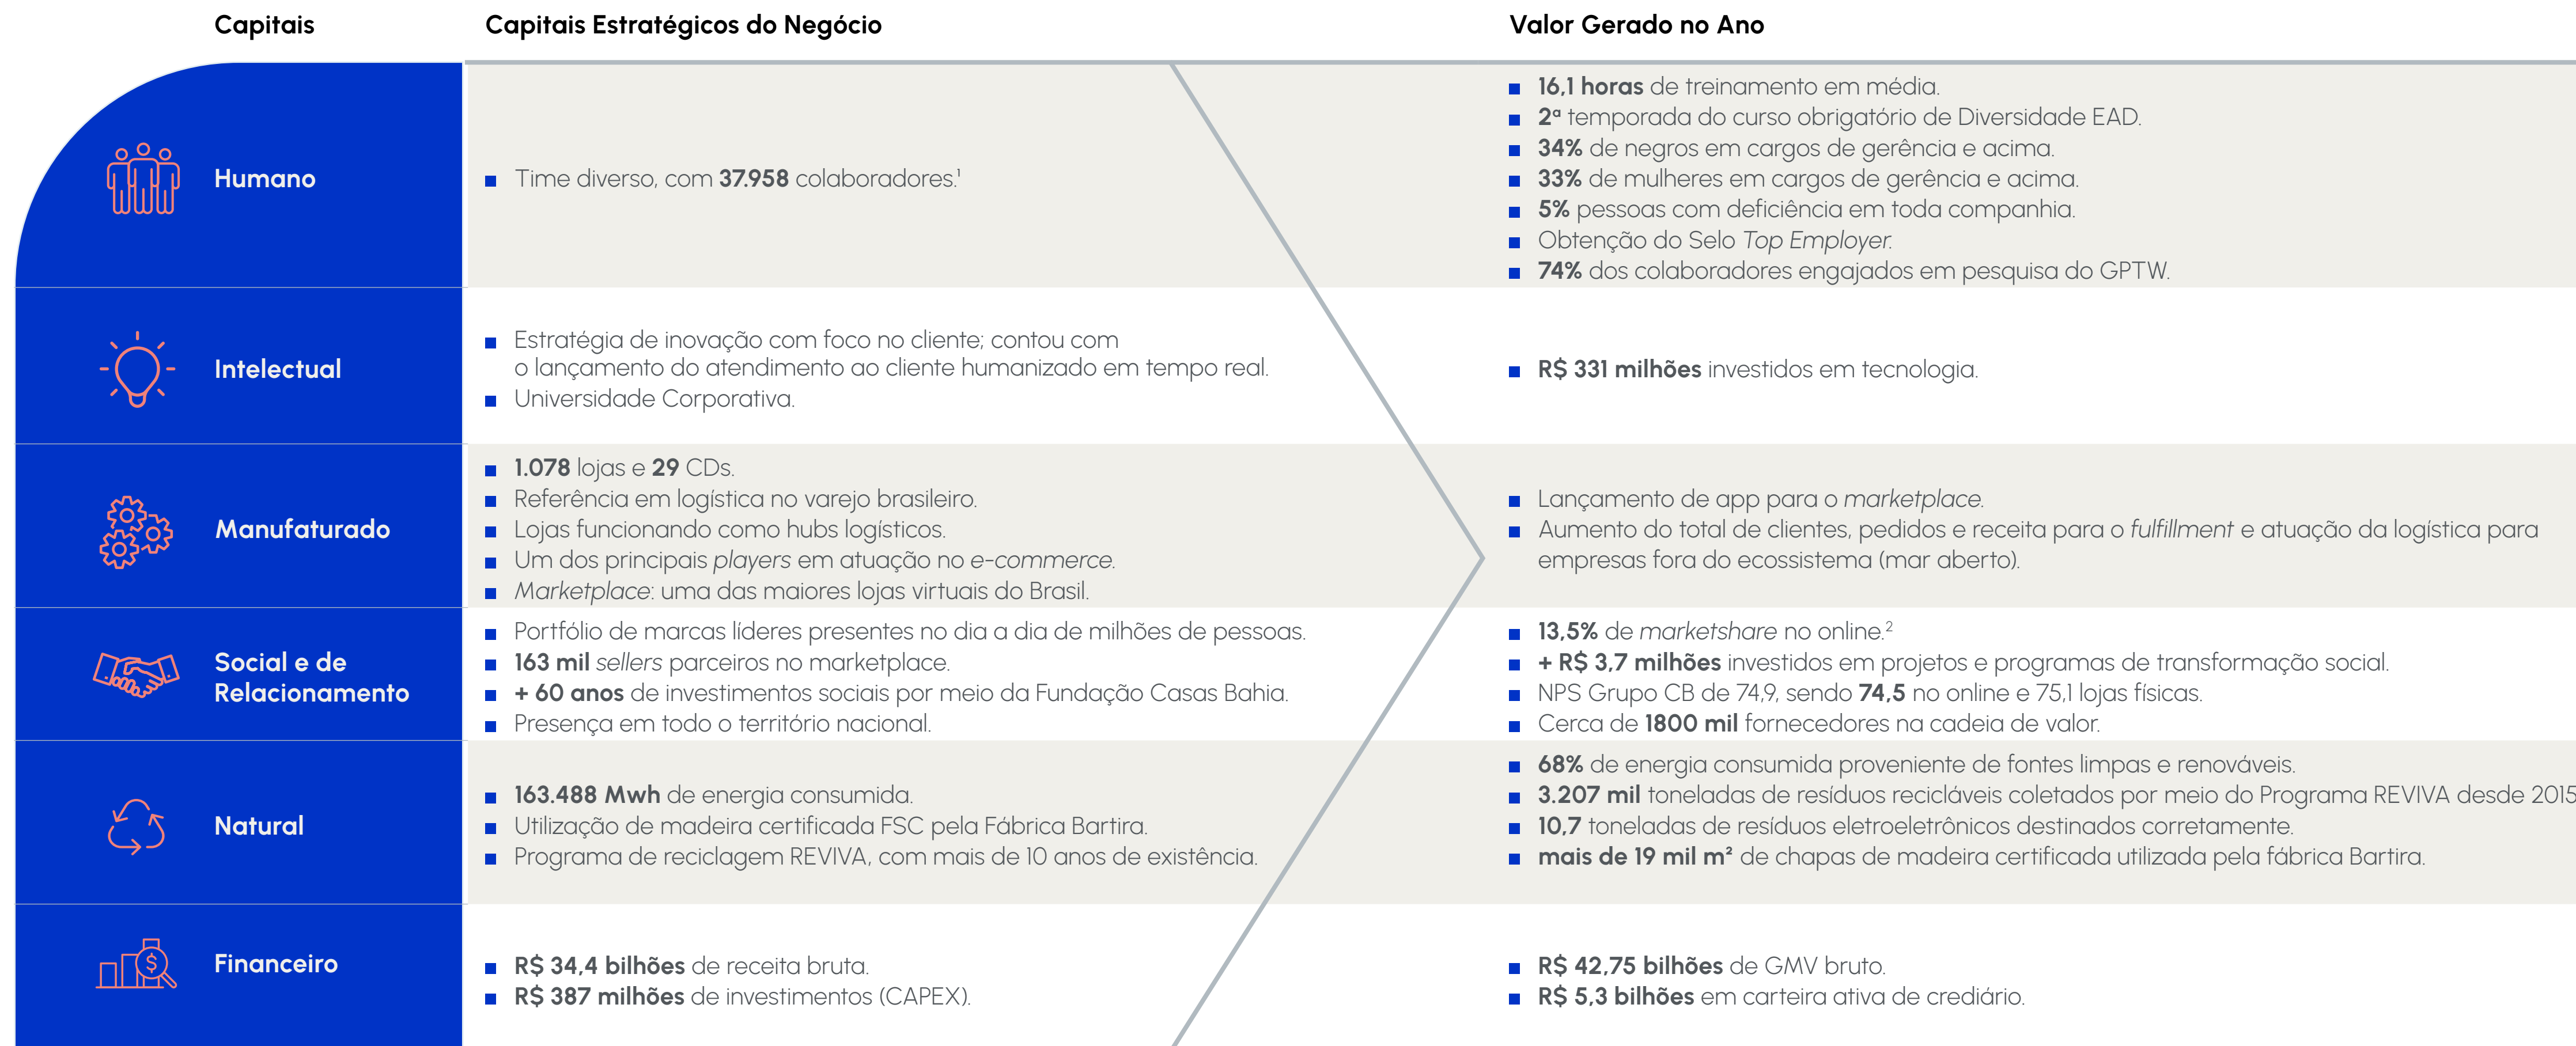 Capitais
Capitais Estratégicos do Negócio
Valor Gerado no Ano
Humano
Time diverso, com 37.958 colaboradores.¹
16,1 horas de treinamento em média.
2ª temporada do curso obrigatório de Diversidade EAD.
34% de negros em cargos de gerência e acima.
33% de mulheres em cargos de gerência e acima.
5% pessoas com deficiência em toda companhia.
Obtenção do Selo Top Employer.
74% dos colaboradores engajados em pesquisa do GPTW.
Intelectual
Estratégia de inovação com foco no cliente; contou com
o lançamento do atendimento ao cliente humanizado em tempo real.
Universidade Corporativa.
R$ 331 milhões investidos em tecnologia.
Manufaturado
1.078 lojas e 29 CDs.
Referência em logística no varejo brasileiro.
Lojas funcionando como hubs logísticos.
Um dos principais players em atuação no e-commerce.
Marketplace: uma das maiores lojas virtuais do Brasil.
Lançamento de app para o marketplace.
Aumento do total de clientes, pedidos e receita para o fulfillment e atuação da logística para
empresas fora do ecossistema (mar aberto).
Social e de
Relacionamento
Portfólio de marcas líderes presentes no dia a dia de milhões de pessoas.
163 mil sellers parceiros no marketplace.
+ 60 anos de investimentos sociais por meio da Fundação Casas Bahia.
Presença em todo o território nacional.
13,5% de marketshare no online.²
+ R$ 3,7 milhões investidos em projetos e programas de transformação social.
NPS Grupo CB de 74,9, sendo 74,5 no online e 75,1 lojas físicas.
Cerca de 1800 mil fornecedores na cadeia de valor.
Natural
163.488 Mwh de energia consumida.
Utilização de madeira certificada FSC pela Fábrica Bartira.
Programa de reciclagem REVIVA, com mais de 10 anos de existência.
68% de energia consumida proveniente de fontes limpas e renováveis.
3.207 mil toneladas de resíduos recicláveis coletados por meio do Programa REVIVA desde 2015
10,7 toneladas de resíduos eletroeletrônicos destinados corretamente.
mais de 19 mil m² de chapas de madeira certificada utilizada pela fábrica Bartira.
Financeiro
R$ 34,4 bilhões de receita bruta.
R$ 387 milhões de investimentos (CAPEX).
R$ 42,75 bilhões de GMV bruto.
R$ 5,3 bilhões em carteira ativa de crediário.